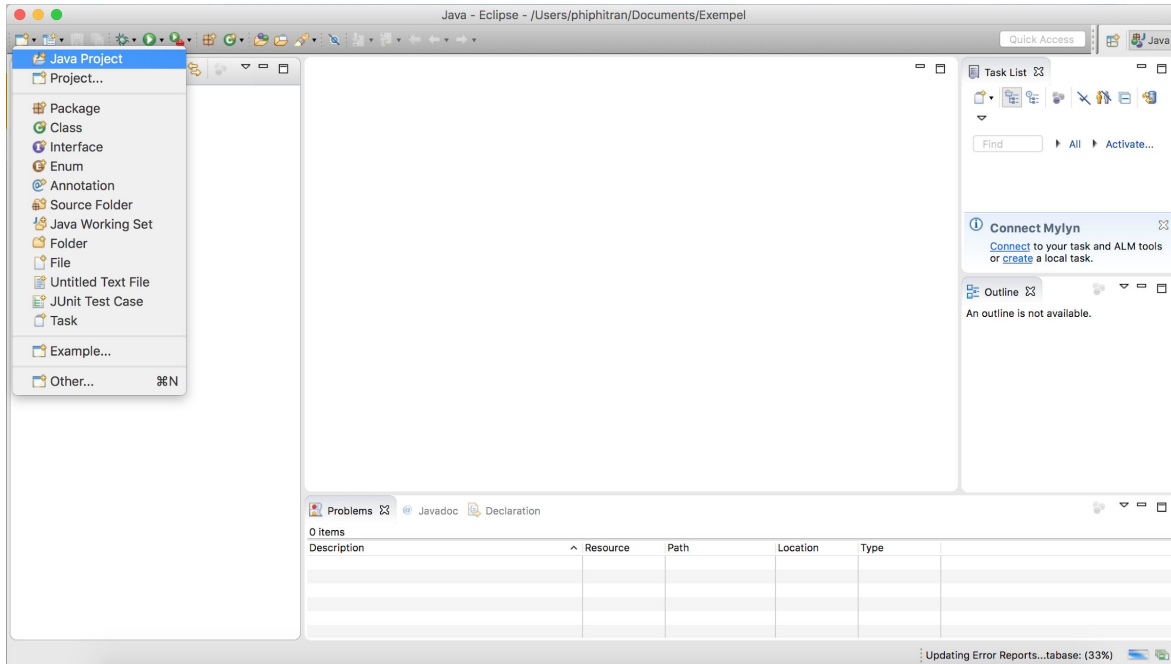 Java - Eclipse - /Users/phiphitran/Documents/Exempel
Quick Access
Java
Java Project
Project...
Package
Class
Interface
Enum
Annotation
Source Folder
Java Working Set
Folder
File
Untitled Text File
JUnit Test Case
Task
Example...
Other... ⌘N
Task List
Find All Activate...
Connect Mylyn
Connect to your task and ALM tools
or create a local task.
Outline
An outline is not available.
Problems Javadoc Declaration
0 items
Description Resource Path Location Type
Updating Error Reports...tabase: (33%)